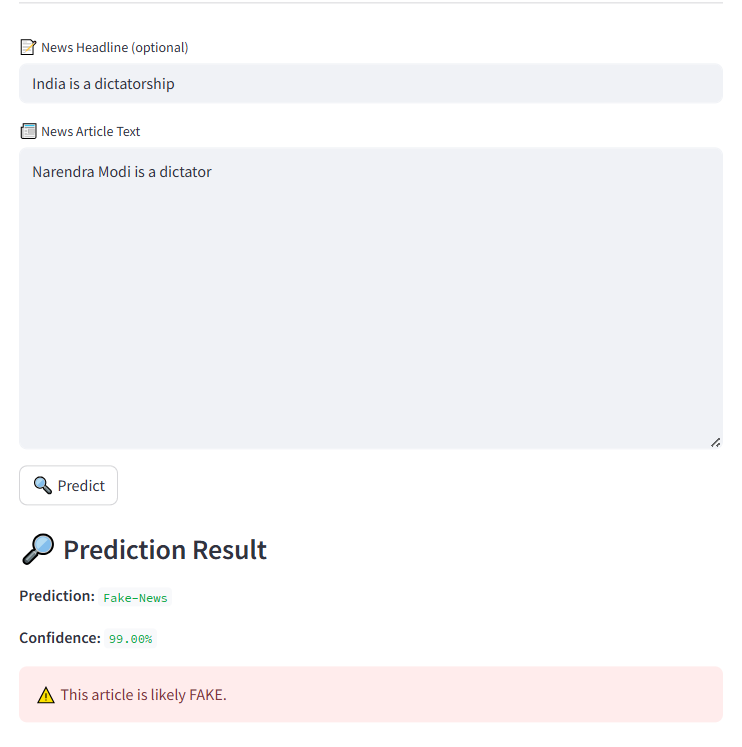 News Headline (optional)
India is a dictatorship
News Article Text
Narendra Modi is a dictator
Predict
Prediction Result
Prediction: Fake-News
Confidence: 99.00%
This article is likely FAKE.